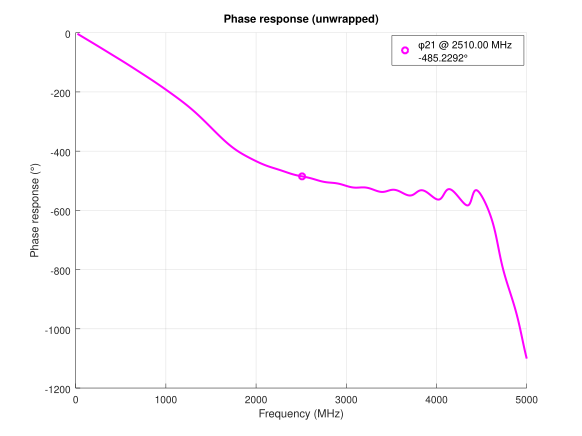 Phase response (unwrapped)
φ21 @ 2510.00 MHz
-485.2292°
Phase response (°)
0
-200
-400
-600
-800
-1000
-1200
0 1000 2000 3000 4000 5000
Frequency (MHz)